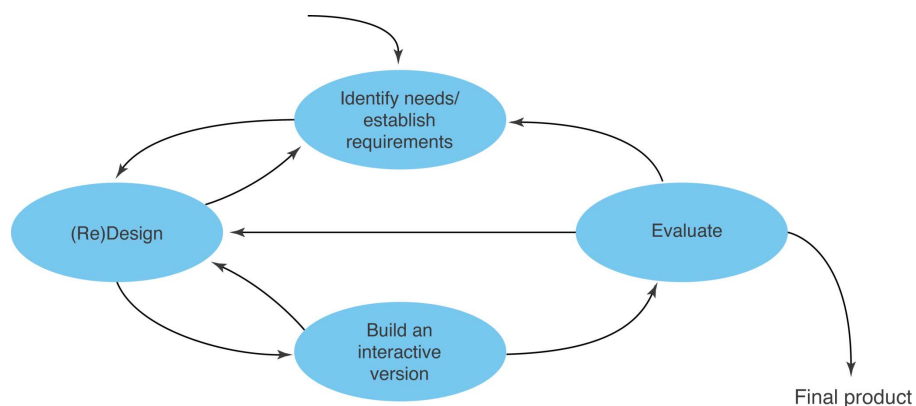 Identify needs/
establish
requirements
(Re)Design
Evaluate
Build an
interactive
version
Final product